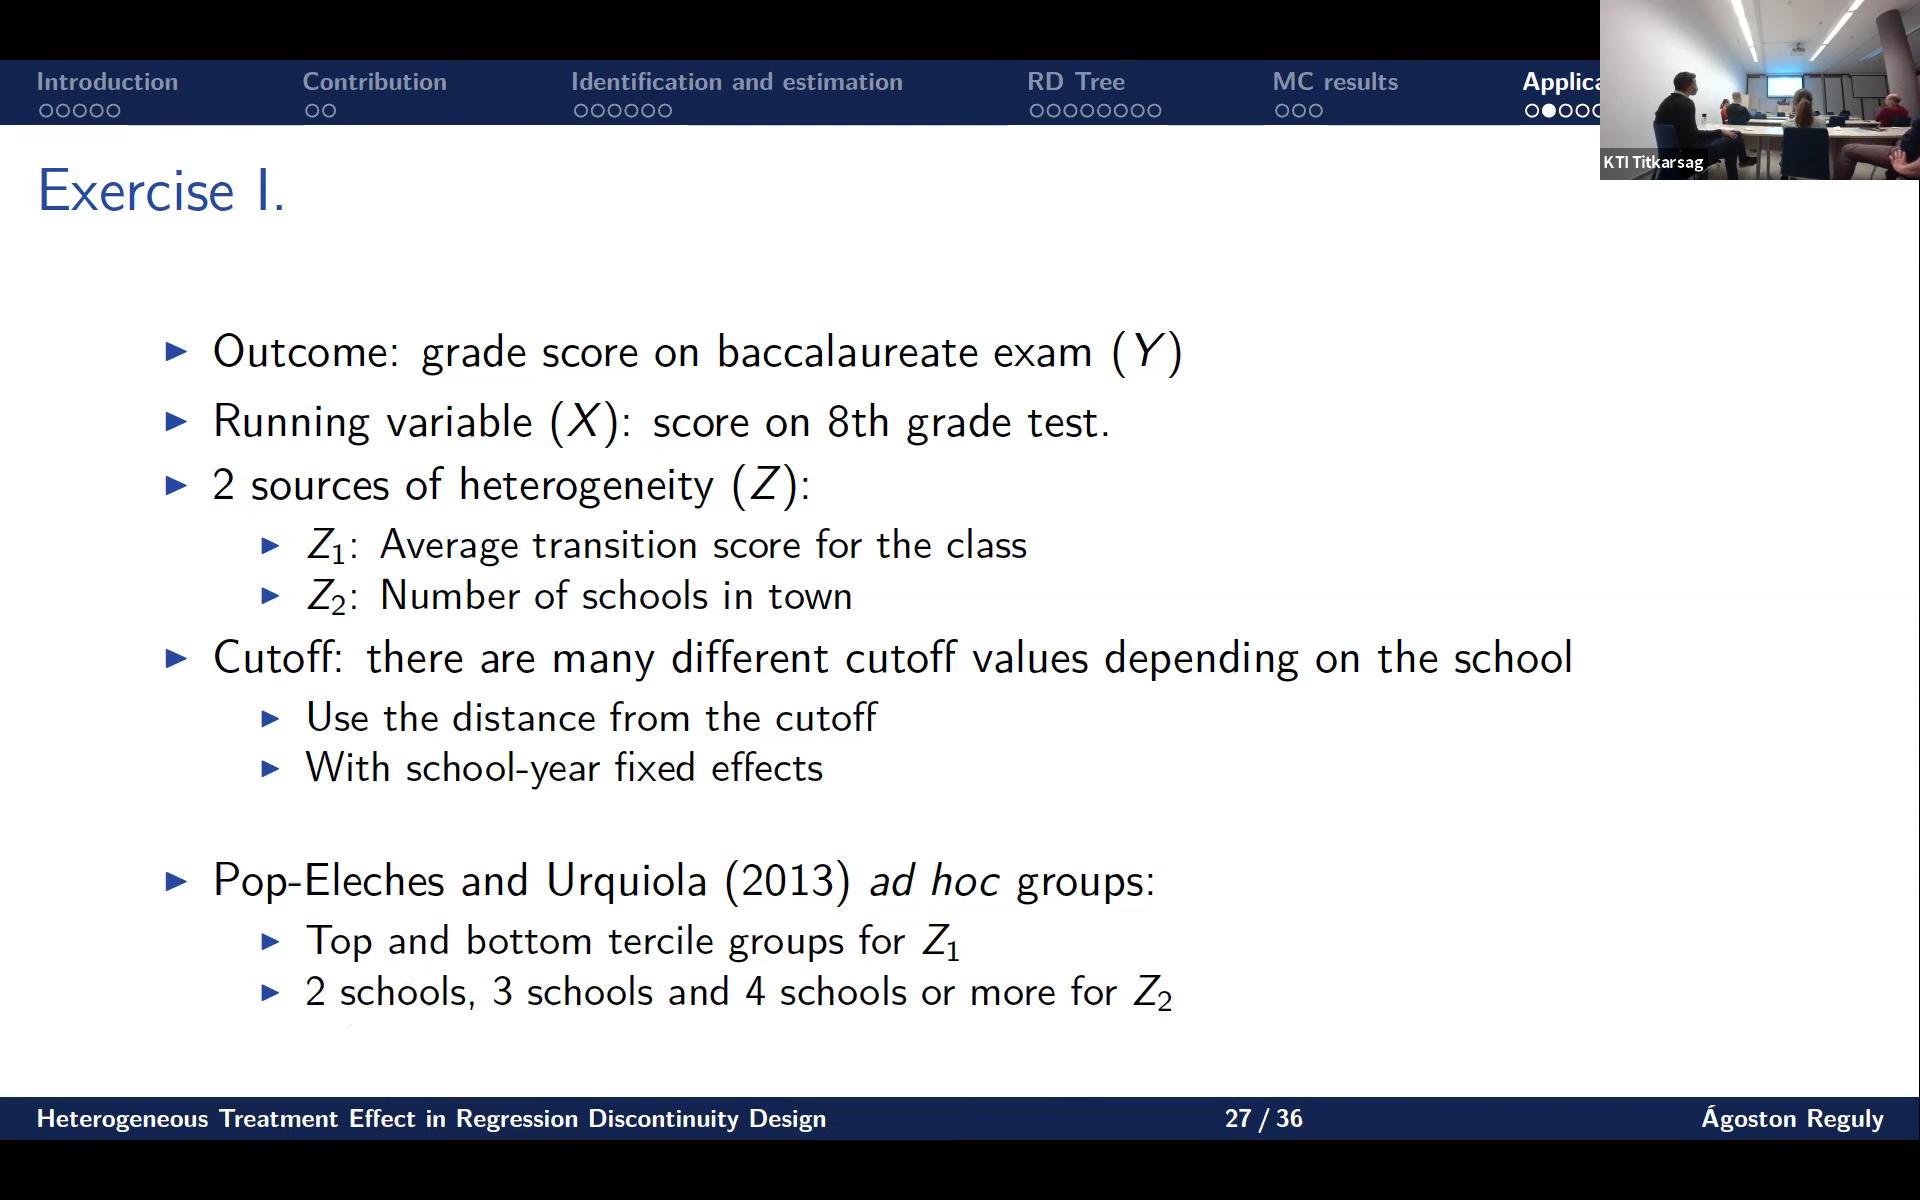 Introduction
Contribution
Identification and estimation
RD Tree
MC results
Applica
KTI Titkarsag
Exercise I.
Outcome: grade score on baccalaureate exam (Y)
Running variable (X): score on 8th grade test.
2 sources of heterogeneity (Z):
Z₁: Average transition score for the class
Z₂: Number of schools in town
Cutoff: there are many different cutoff values depending on the school
Use the distance from the cutoff
With school-year fixed effects
Pop-Eleches and Urquiola (2013) ad hoc groups:
Top and bottom tercile groups for Z₁
2 schools, 3 schools and 4 schools or more for Z₂
Heterogeneous Treatment Effect in Regression Discontinuity Design
27 / 36
Ágoston Reguly